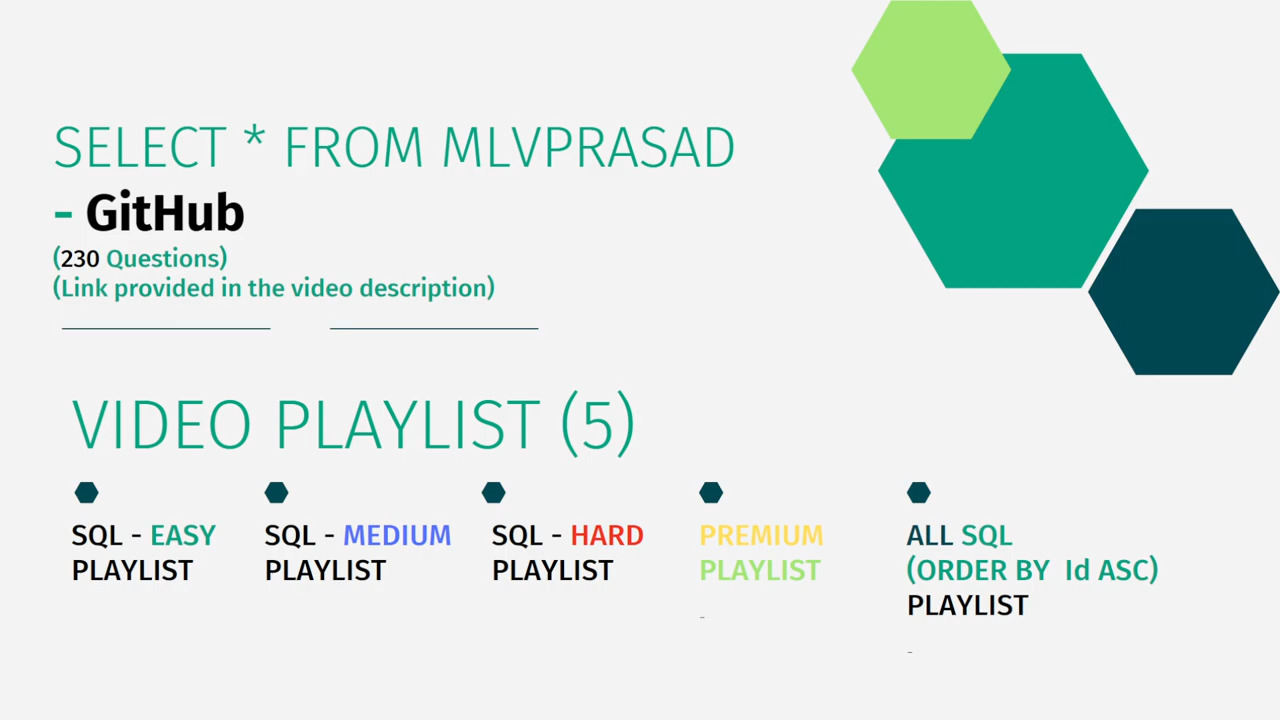 SELECT * FROM MLVPRASAD
- GitHub
(230 Questions)
(Link provided in the video description)
VIDEO PLAYLIST (5)
SQL - EASY
PLAYLIST
SQL - MEDIUM
PLAYLIST
SQL - HARD
PLAYLIST
PREMIUM
PLAYLIST
-
ALL SQL
(ORDER BY Id ASC)
PLAYLIST
-